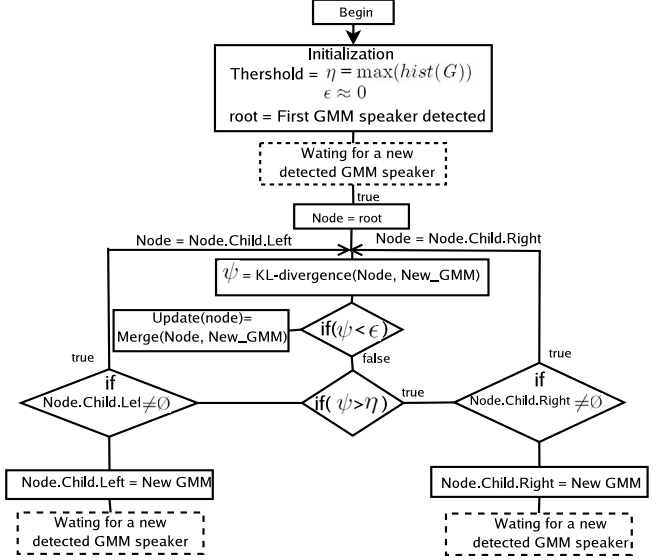 Begin
Initialization
Thershold = η = max(hist(G))
ϵ ≈ 0
root = First GMM speaker detected
Wating for a new
detected GMM speaker
true
Node = root
Node = Node.Child.Left
Node = Node.Child.Right
ψ = KL-divergence(Node, New_GMM)
Update(node)=
Merge(Node, New_GMM)
if(ψ<ϵ)
false
true
if
Node.Child.Lef ≠∅
if( ψ>η)
true
true
if
Node.Child.Right ≠∅
Node.Child.Left = New GMM
Node.Child.Right = New GMM
Wating for a new
detected GMM speaker
Wating for a new
detected GMM speaker